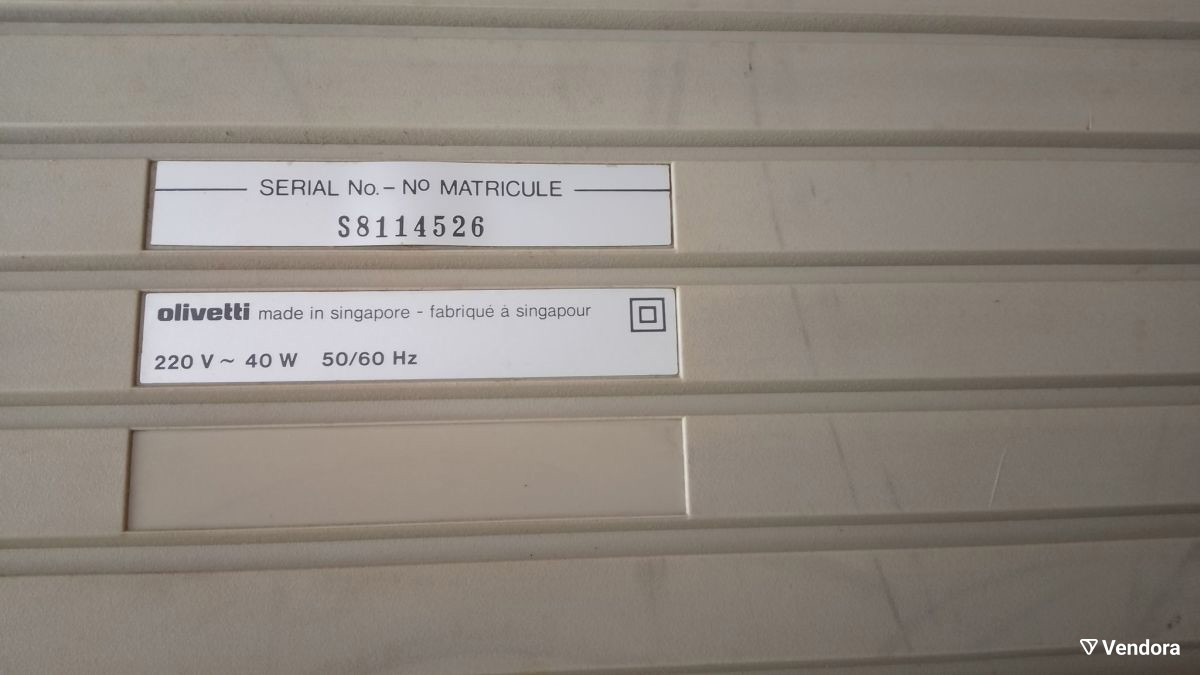 SERIAL No. – Nº MATRICULE
S8114526
olivetti made in singapore - fabriqué à singapour
220 V ~ 40 W 50/60 Hz
Vendora